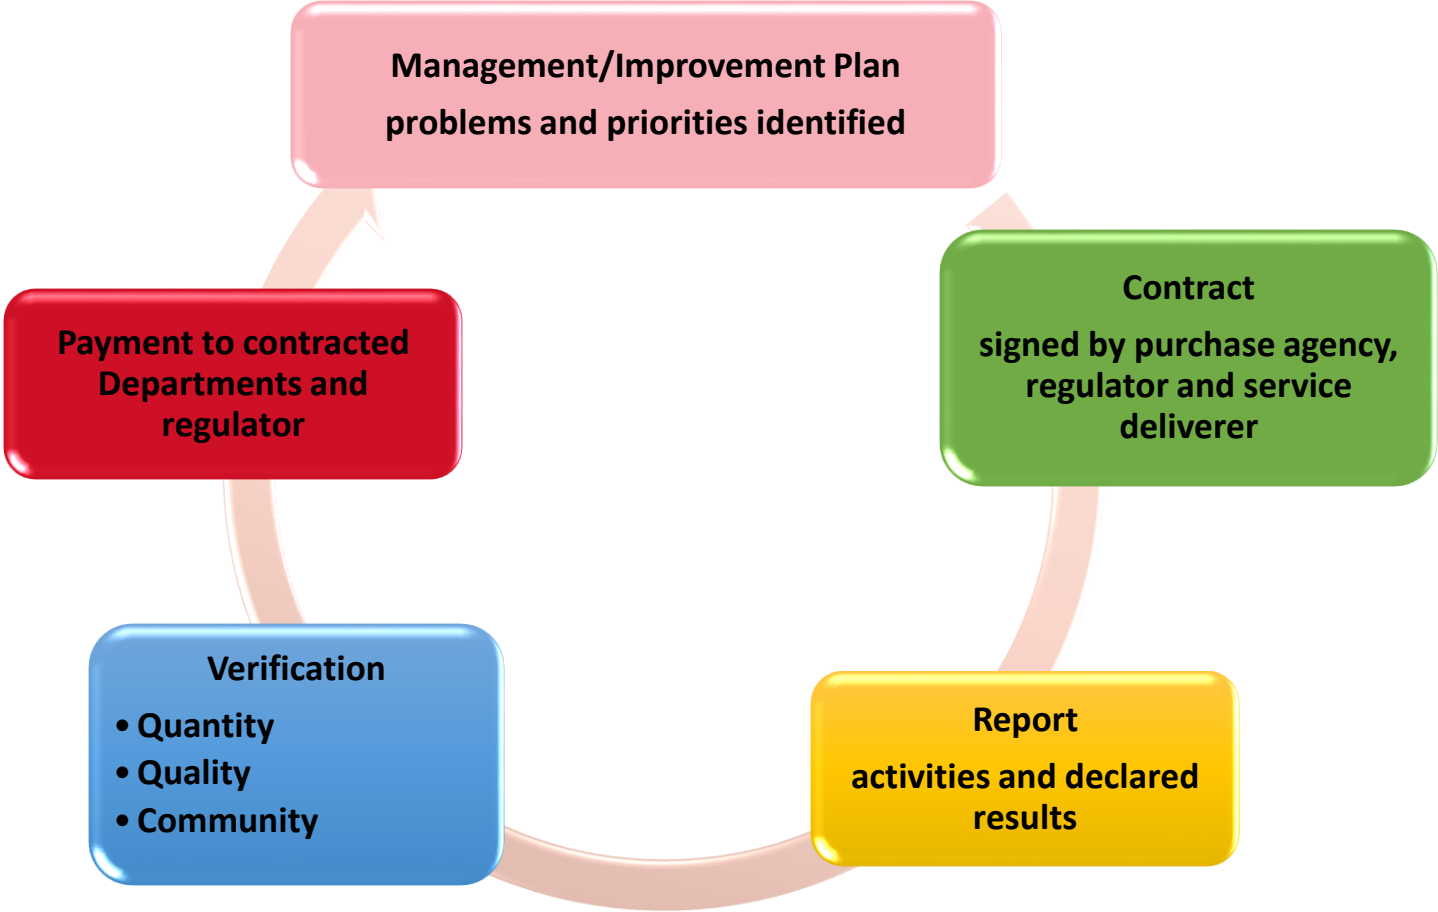 Management/Improvement Plan
problems and priorities identified
Contract
signed by purchase agency,
regulator and service
deliverer
Report
activities and declared
results
Verification
• Quantity
• Quality
• Community
Payment to contracted
Departments and
regulator